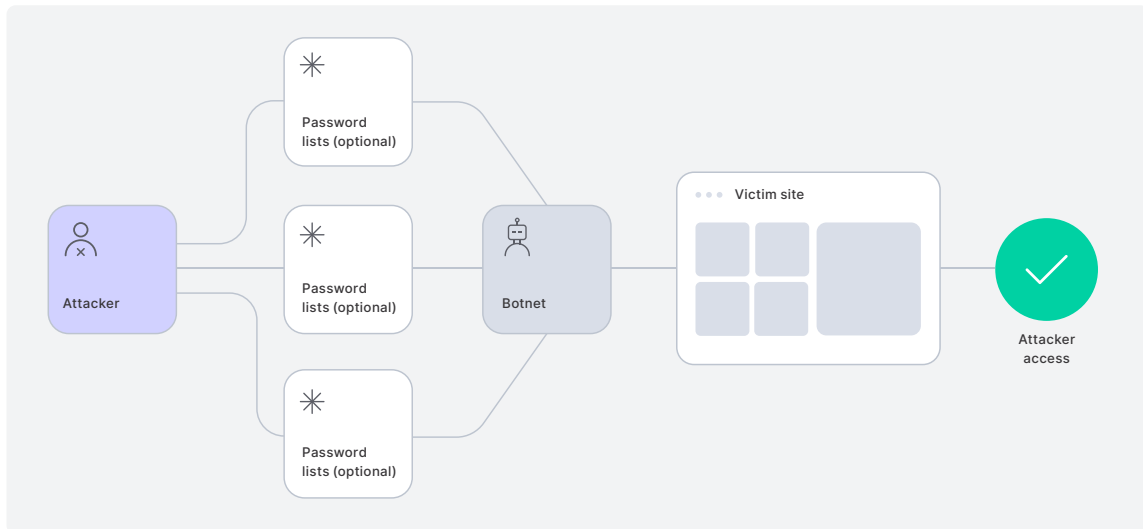 Password
lists (optional)
Attacker
Password
lists (optional)
Botnet
Password
lists (optional)
Victim site
Attacker
access